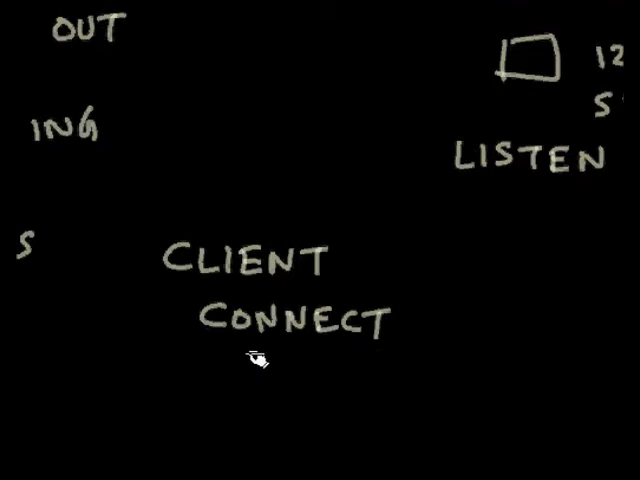 OUT
12
S
ING
LISTEN
S
CLIENT
CONNECT